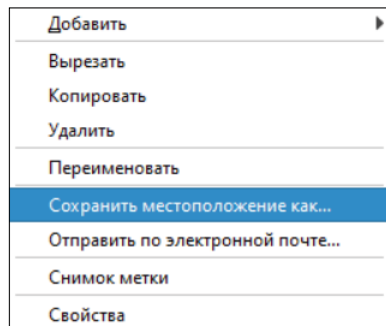 Добавить
Вырезать
Копировать
Удалить
Переименовать
Сохранить местоположение как...
Отправить по электронной почте...
Снимок метки
Свойства